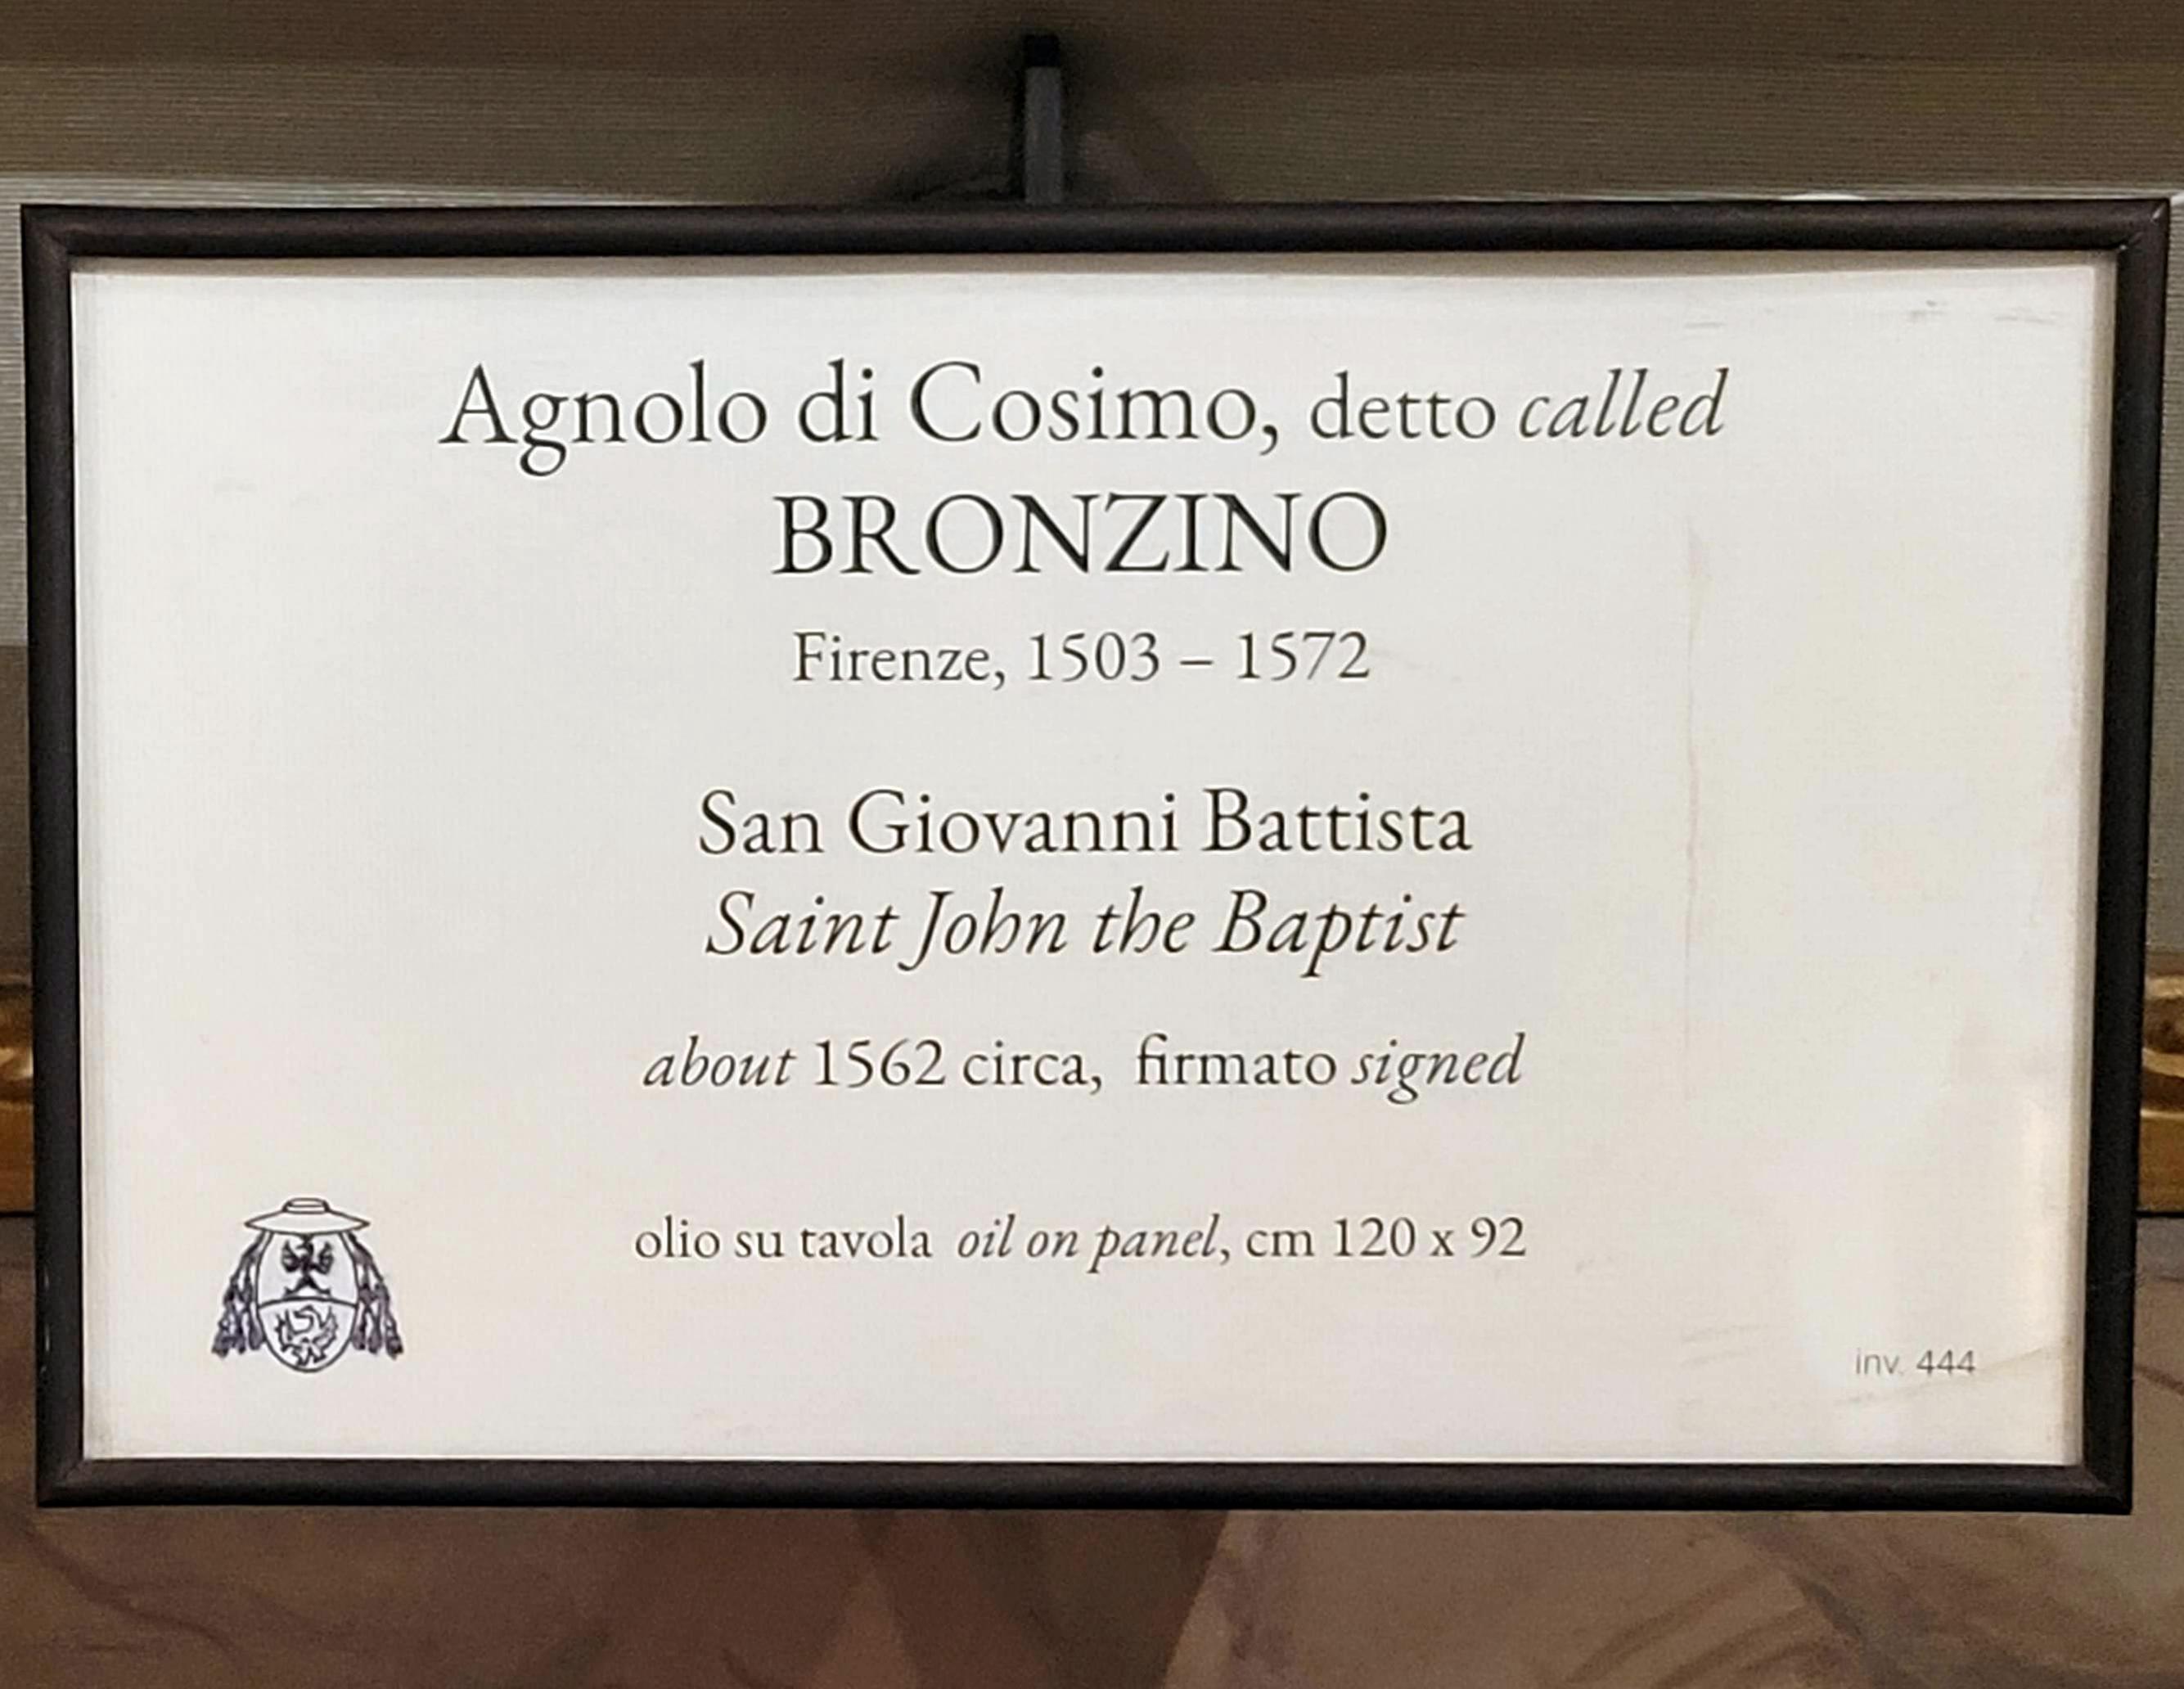 Agnolo di Cosimo, detto called
BRONZINO
Firenze, 1503 – 1572
San Giovanni Battista
Saint John the Baptist
about 1562 circa, firmato signed
olio su tavola oil on panel, cm 120 x 92
inv. 444